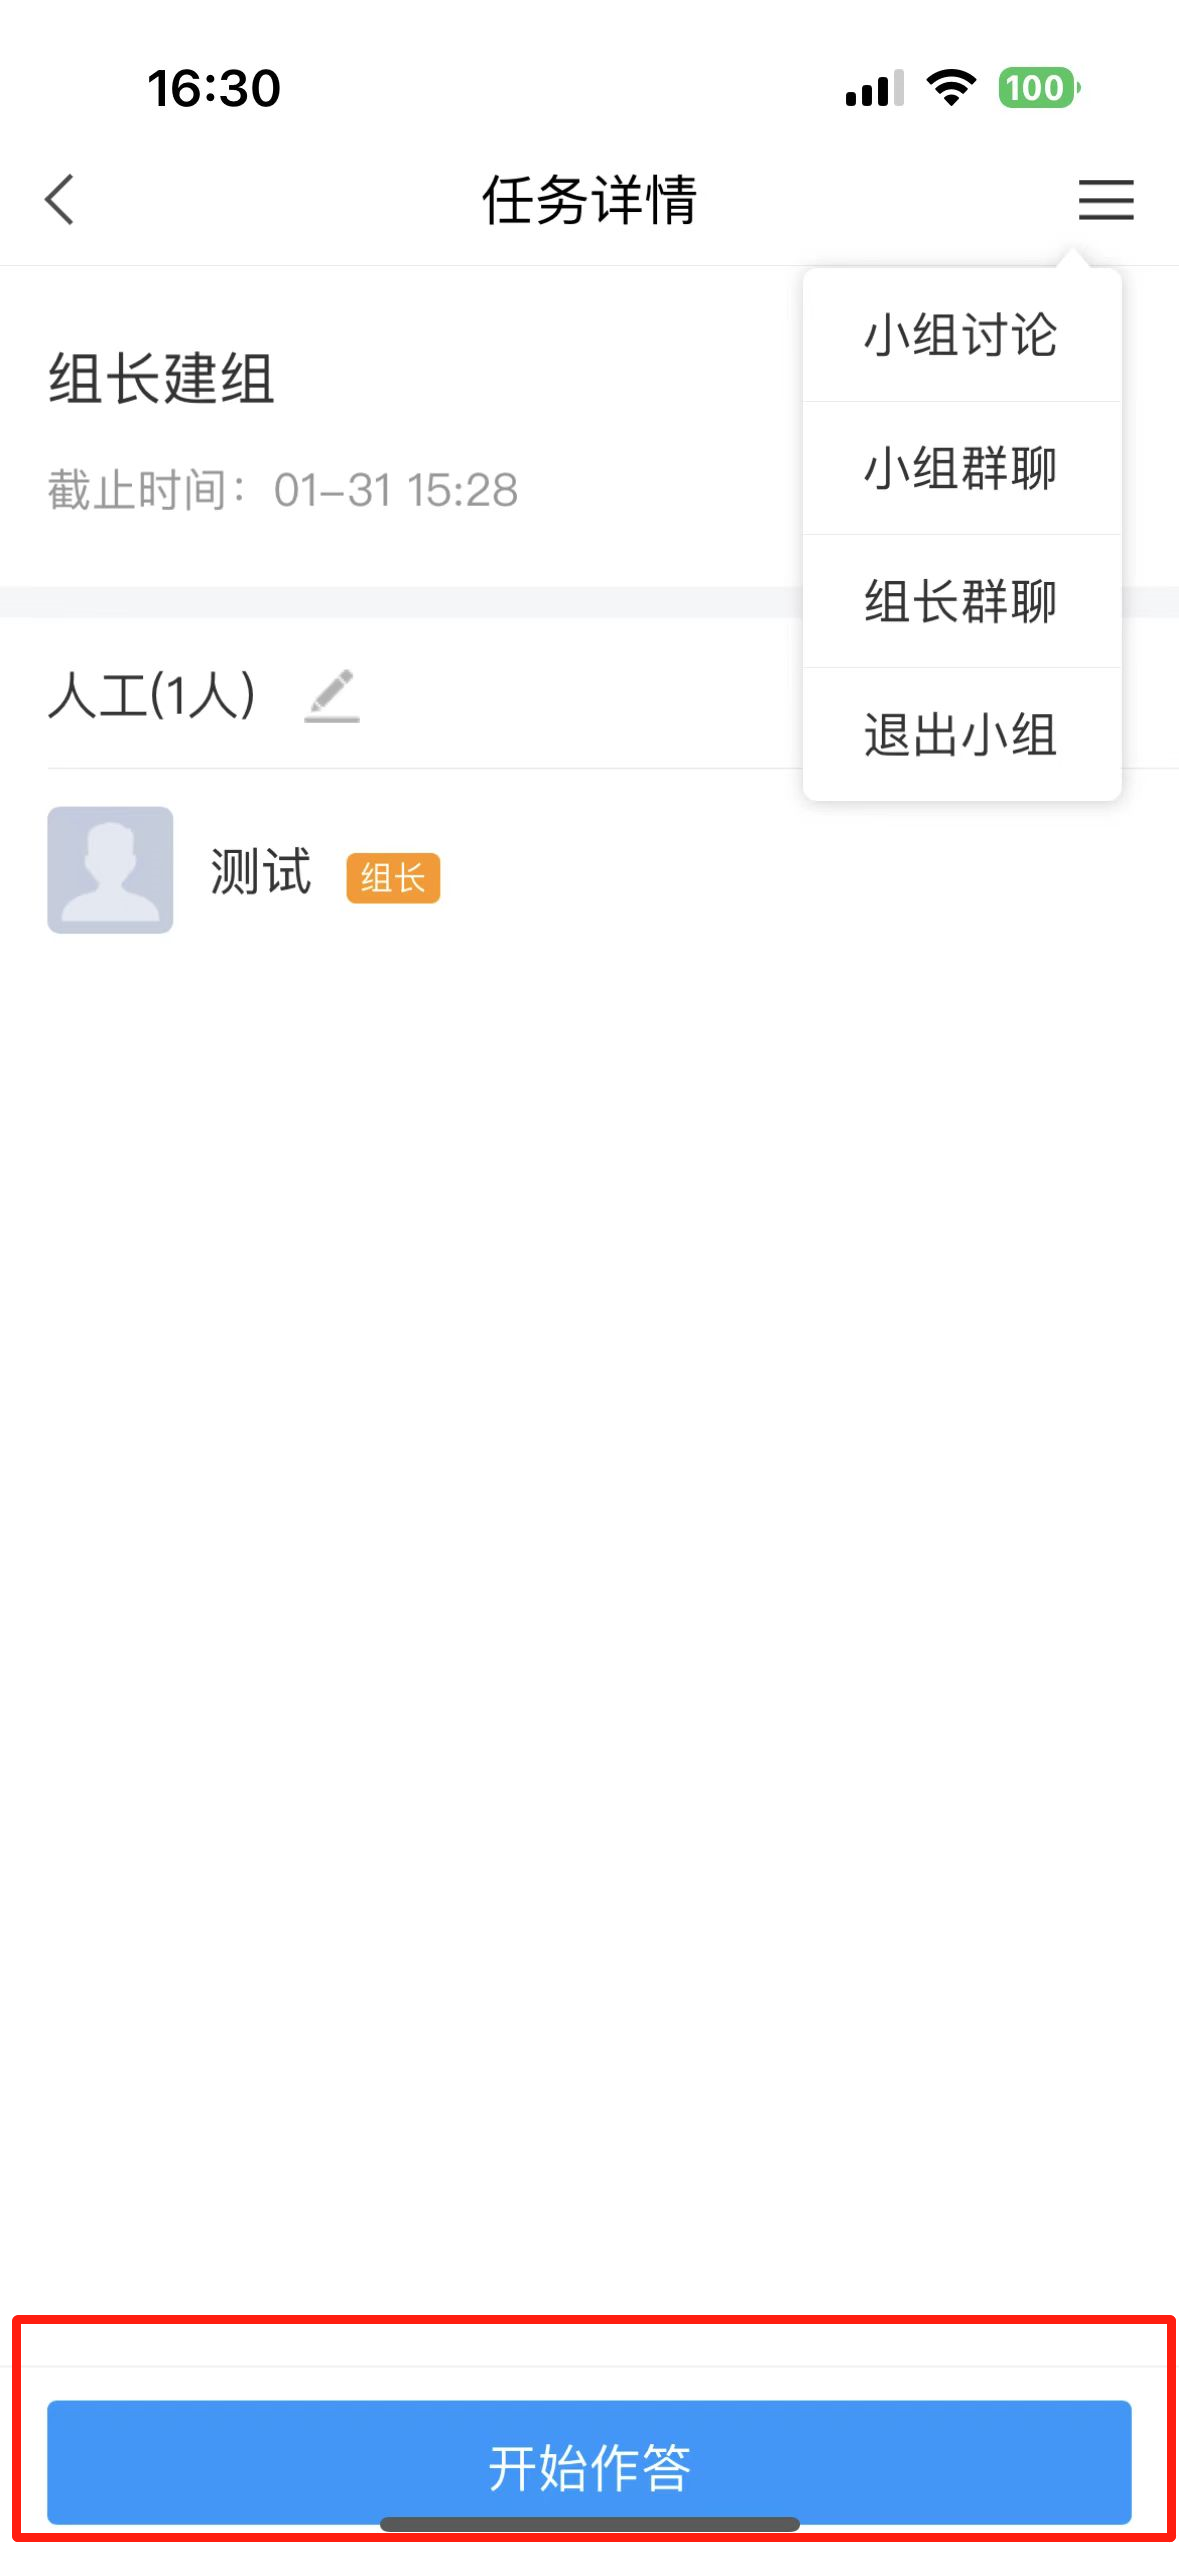 16:30
100
任务详情
小组讨论
小组群聊
组长群聊
退出小组
组长建组
截止时间：01-31 15:28
人工(1人)
测试 组长
开始作答